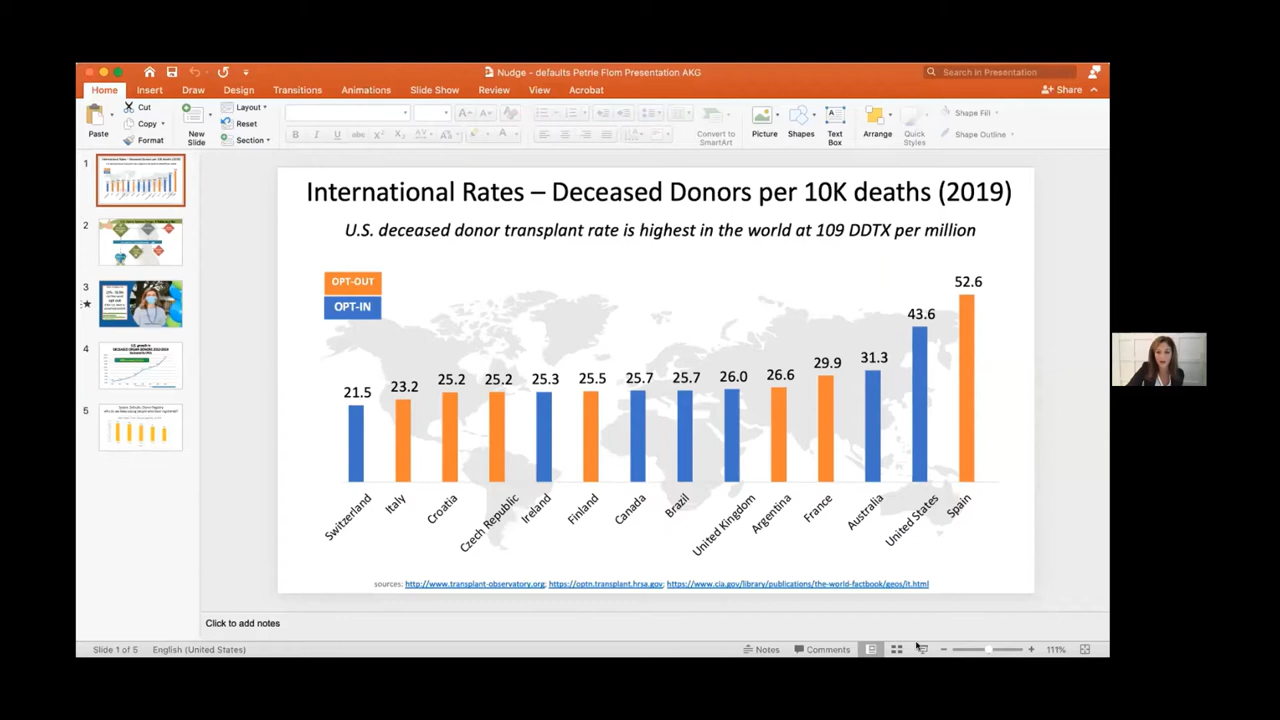 Nudge - defaults Petrie Flom Presentation AKG
Search in Presentation
Home Insert Draw Design Transitions Animations Slide Show Review View Acrobat
Share
Paste
Cut
Copy
Format
New
Slide
Layout
Reset
Section
Convert to
SmartArt
Picture
Shapes
Text
Box
Arrange
Quick
Styles
Shape Fill
Shape Outline
1
2
3
4
5
International Rates – Deceased Donors per 10K deaths (2019)
U.S. deceased donor transplant rate is highest in the world at 109 DDTX per million
OPT-OUT
OPT-IN
21.5 23.2 25.2 25.2 25.3 25.5 25.7 25.7 26.0 26.6 29.9 31.3 43.6 52.6
Switzerland Italy Croatia Czech Republic Ireland Finland Canada Brazil United Kingdom Argentina France Australia United States Spain
sources: http://www.transplant-observatory.org; https://optn.transplant.hrsa.gov; https://www.cia.gov/library/publications/the-world-factbook/geos/it.html
Click to add notes
Slide 1 of 5 English (United States) Notes Comments 111%